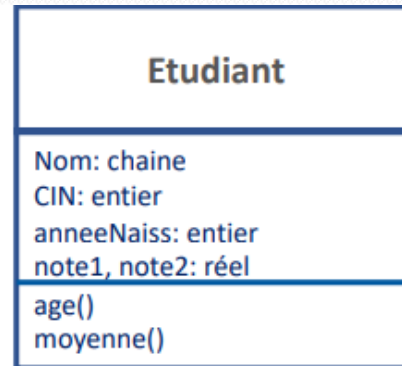 Etudiant
Nom: chaine
CIN: entier
anneeNaiss: entier
note1, note2: réel
age()
moyenne()